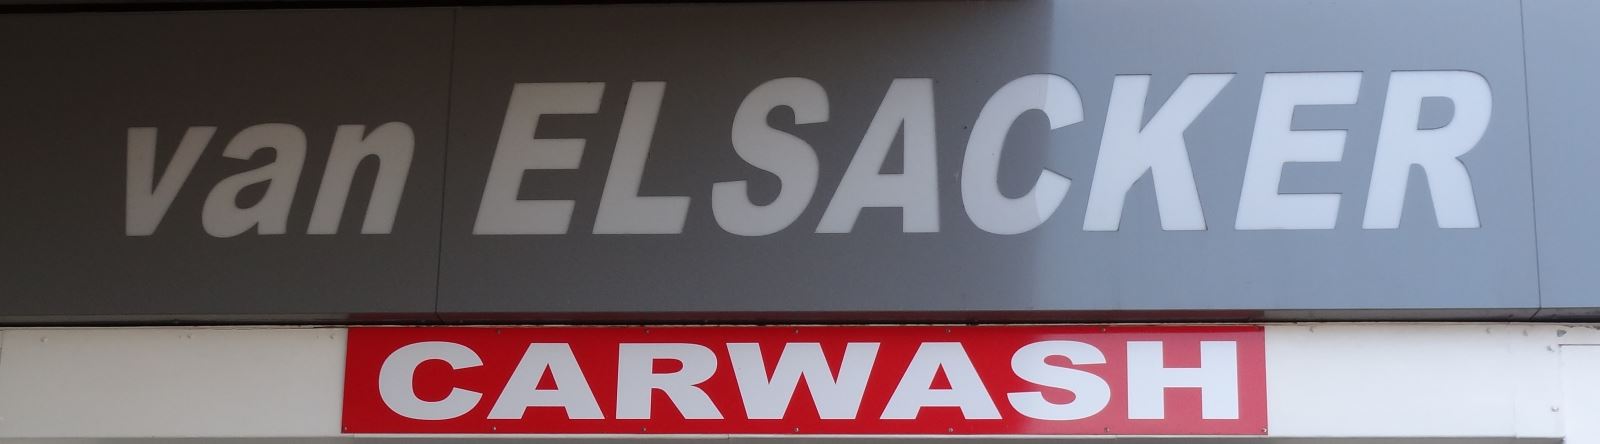 van ELSACKER
CARWASH